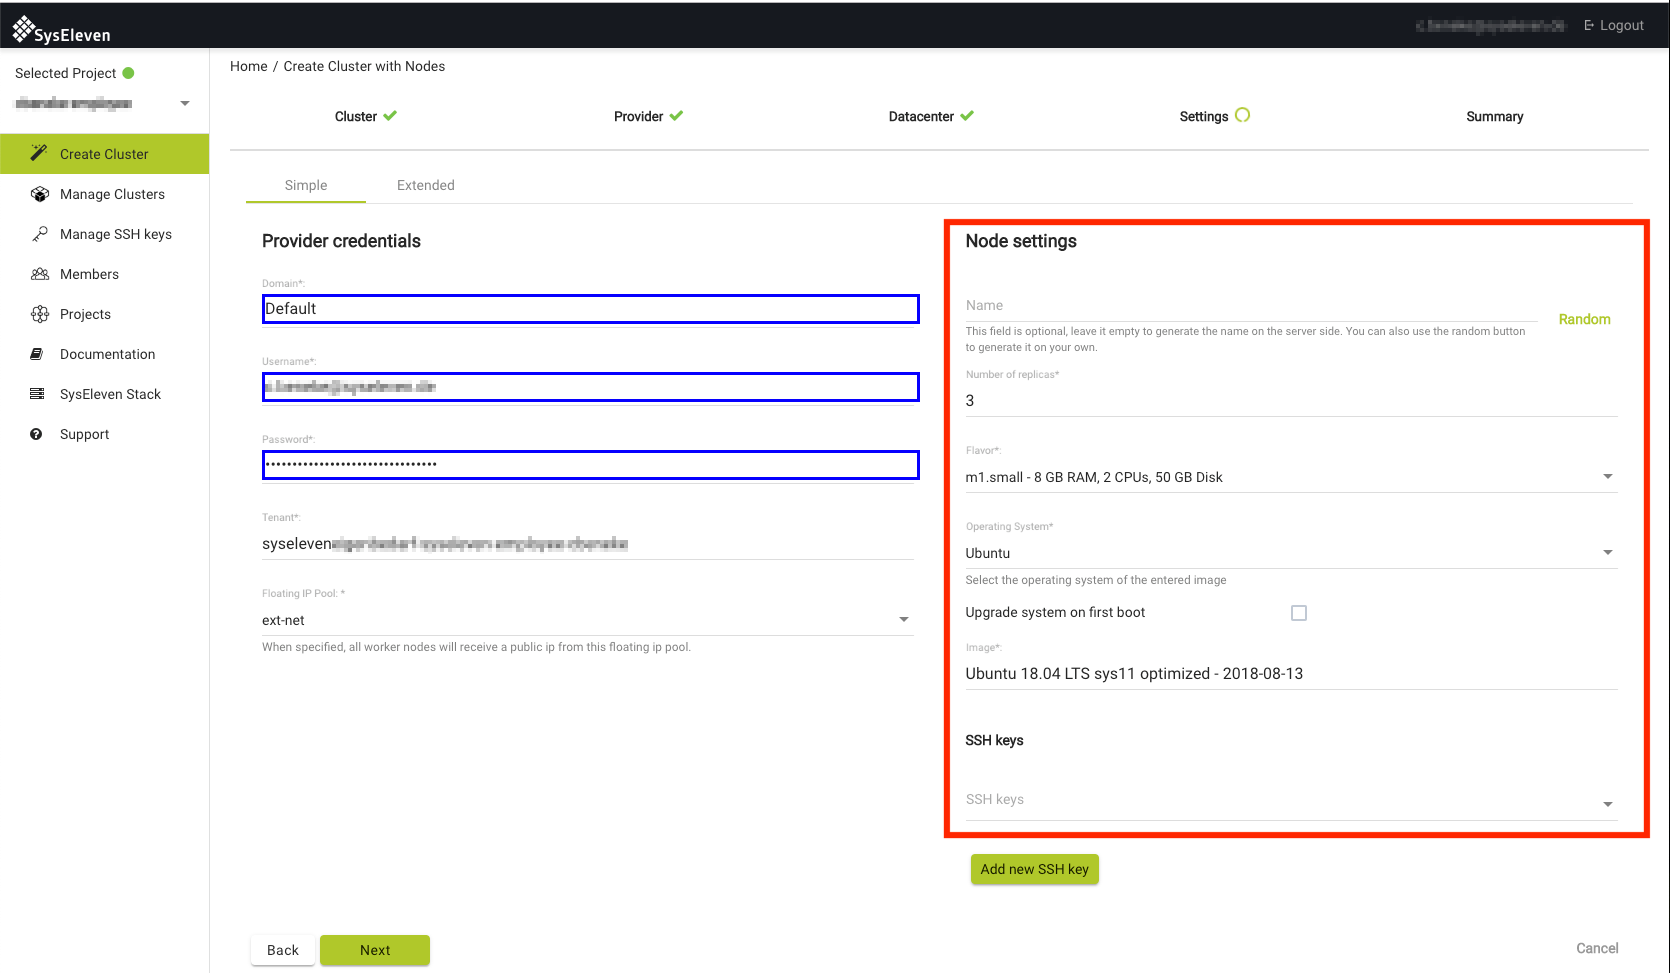 SysEleven
Logout
Selected Project
Home / Create Cluster with Nodes
Cluster
Provider
Datacenter
Settings
Summary
Create Cluster
Manage Clusters
Manage SSH keys
Members
Projects
Documentation
SysEleven Stack
Support
Simple
Extended
Provider credentials
Domain*:
Default
Username*:
Password*:
••••••••••••••••••••••••••••••••
Tenant*:
syseleven
Floating IP Pool: *
ext-net
When specified, all worker nodes will receive a public ip from this floating ip pool.
Node settings
Name
Random
This field is optional, leave it empty to generate the name on the server side. You can also use the random button
to generate it on your own.
Number of replicas*
3
Flavor*:
m1.small - 8 GB RAM, 2 CPUs, 50 GB Disk
Operating System*
Ubuntu
Select the operating system of the entered image
Upgrade system on first boot
Image*:
Ubuntu 18.04 LTS sys11 optimized - 2018-08-13
SSH keys
SSH keys
Add new SSH key
Back
Next
Cancel